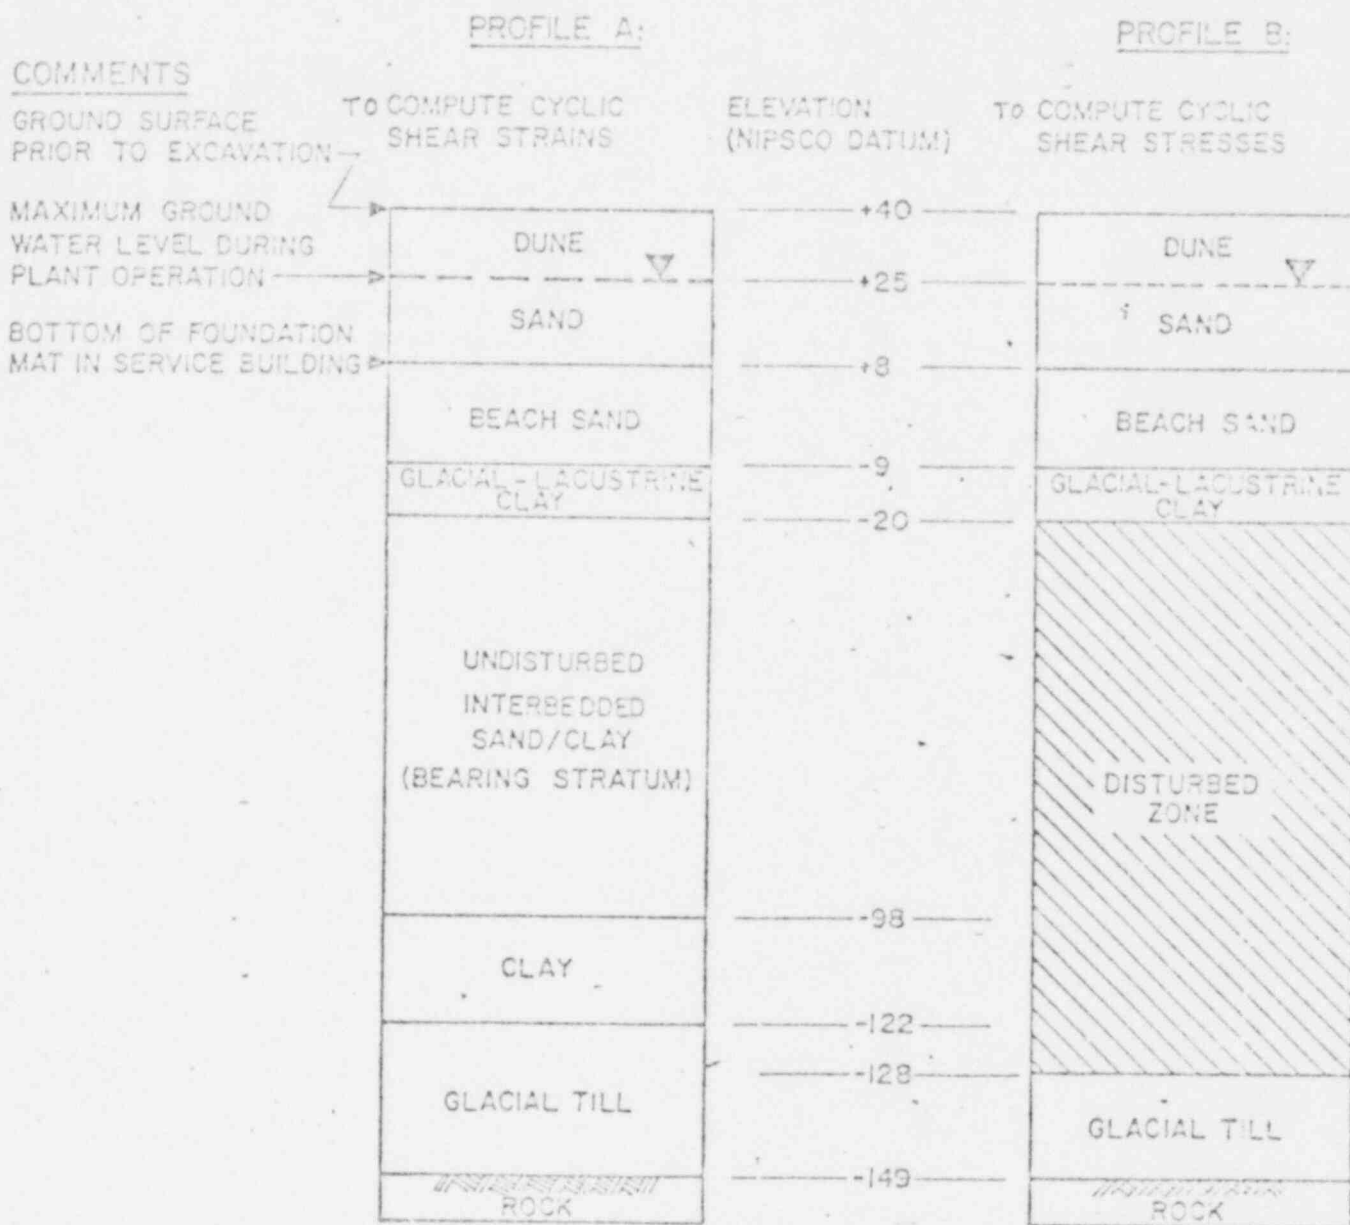 PROFILE A:
PROFILE B:
COMMENTS
GROUND SURFACE
PRIOR TO EXCAVATION
TO COMPUTE CYCLIC
SHEAR STRAINS
ELEVATION
(NIPSCO DATUM)
TO COMPUTE CYCLIC
SHEAR STRESSES
MAXIMUM GROUND
WATER LEVEL DURING
PLANT OPERATION
BOTTOM OF FOUNDATION
MAT IN SERVICE BUILDING
DUNE
SAND
BEACH SAND
GLACIAL-LACUSTRINE
CLAY
UNDISTURBED
INTERBEDDED
SAND/CLAY
(BEARING STRATUM)
CLAY
GLACIAL TILL
ROCK
+40
+25
+8
-9
-20
-98
-122
-128
-149
DUNE
SAND
BEACH SAND
GLACIAL-LACUSTRINE
CLAY
DISTURBED
ZONE
GLACIAL TILL
ROCK